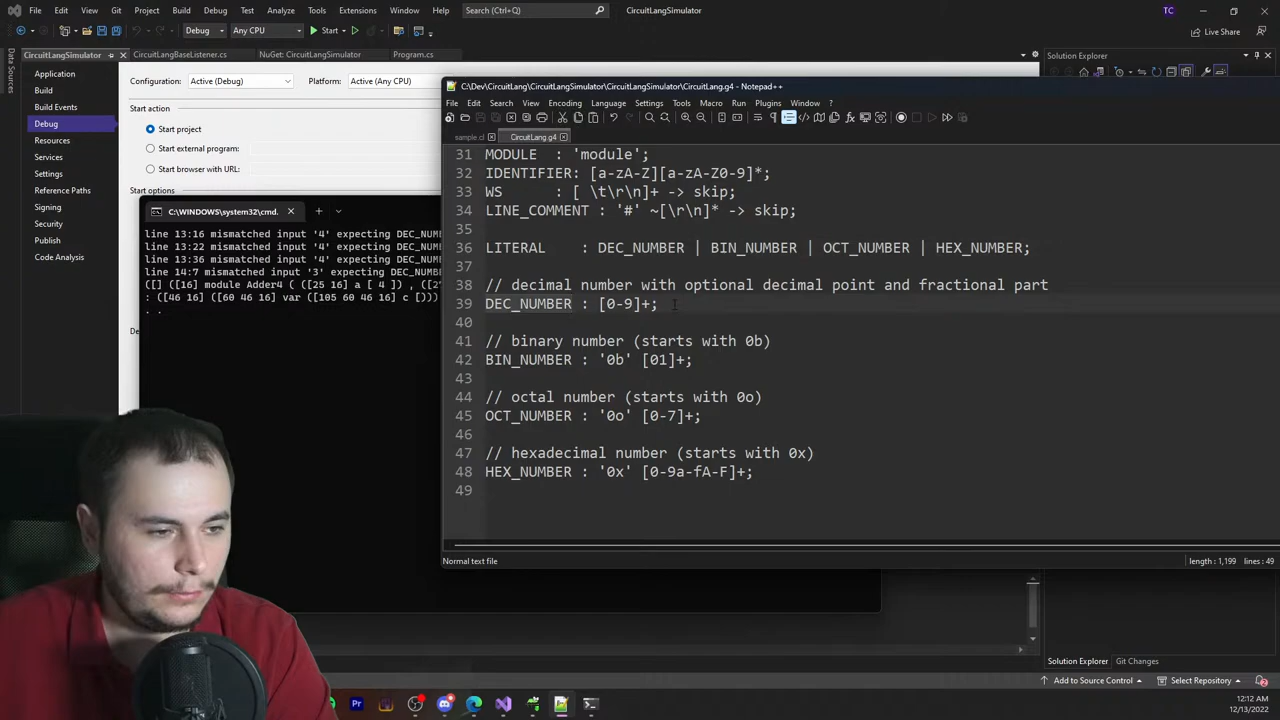 File Edit View Git Project Build Debug Test Analyze Tools Extensions Window Help Search (Ctrl+Q) CircuitLangSimulator TC
Debug Any CPU Start Live Share
Data Sources
CircuitLangSimulator CircuitLangBaseListener.cs NuGet: CircuitLangSimulator Program.cs Solution Explorer
Application
Build
Build Events
Debug
Resources
Services
Settings
Reference Paths
Signing
Security
Publish
Code Analysis
Configuration: Active (Debug) Platform: Active (Any CPU)
Start action
Start project
Start external program:
Start browser with URL:
Start options
C:\WINDOWS\system32\cmd.
line 13:16 mismatched input '4' expecting DEC_NUMB
line 13:22 mismatched input '4' expecting DEC_NUMB
line 13:36 mismatched input '4' expecting DEC_NUMB
line 14:7 mismatched input '3' expecting DEC_NUMBE
([] ([16] module Adder4 ( ([25 16] a [ 4 ]) , ([2
: ([46 16] ([60 46 16] var ([105 60 46 16] c [)))
. .
C:\Dev\CircuitLang\CircuitLangSimulator\CircuitLangSimulator\CircuitLang.g4 - Notepad++
File Edit Search View Encoding Language Settings Tools Macro Run Plugins Window ?
sample.cl CircuitLang.g4
31 MODULE : 'module';
32 IDENTIFIER: [a-zA-Z][a-zA-Z0-9]*;
33 WS : [ \t\r\n]+ -> skip;
34 LINE_COMMENT : '#' ~[\r\n]* -> skip;
35
36 LITERAL : DEC_NUMBER | BIN_NUMBER | OCT_NUMBER | HEX_NUMBER;
37
38 // decimal number with optional decimal point and fractional part
39 DEC_NUMBER : [0-9]+;
40
41 // binary number (starts with 0b)
42 BIN_NUMBER : '0b' [01]+;
43
44 // octal number (starts with 0o)
45 OCT_NUMBER : '0o' [0-7]+;
46
47 // hexadecimal number (starts with 0x)
48 HEX_NUMBER : '0x' [0-9a-fA-F]+;
49
Normal text file length : 1,199 lines : 49
Solution Explorer Git Changes
Add to Source Control Select Repository 2
12:12 AM
12/13/2022